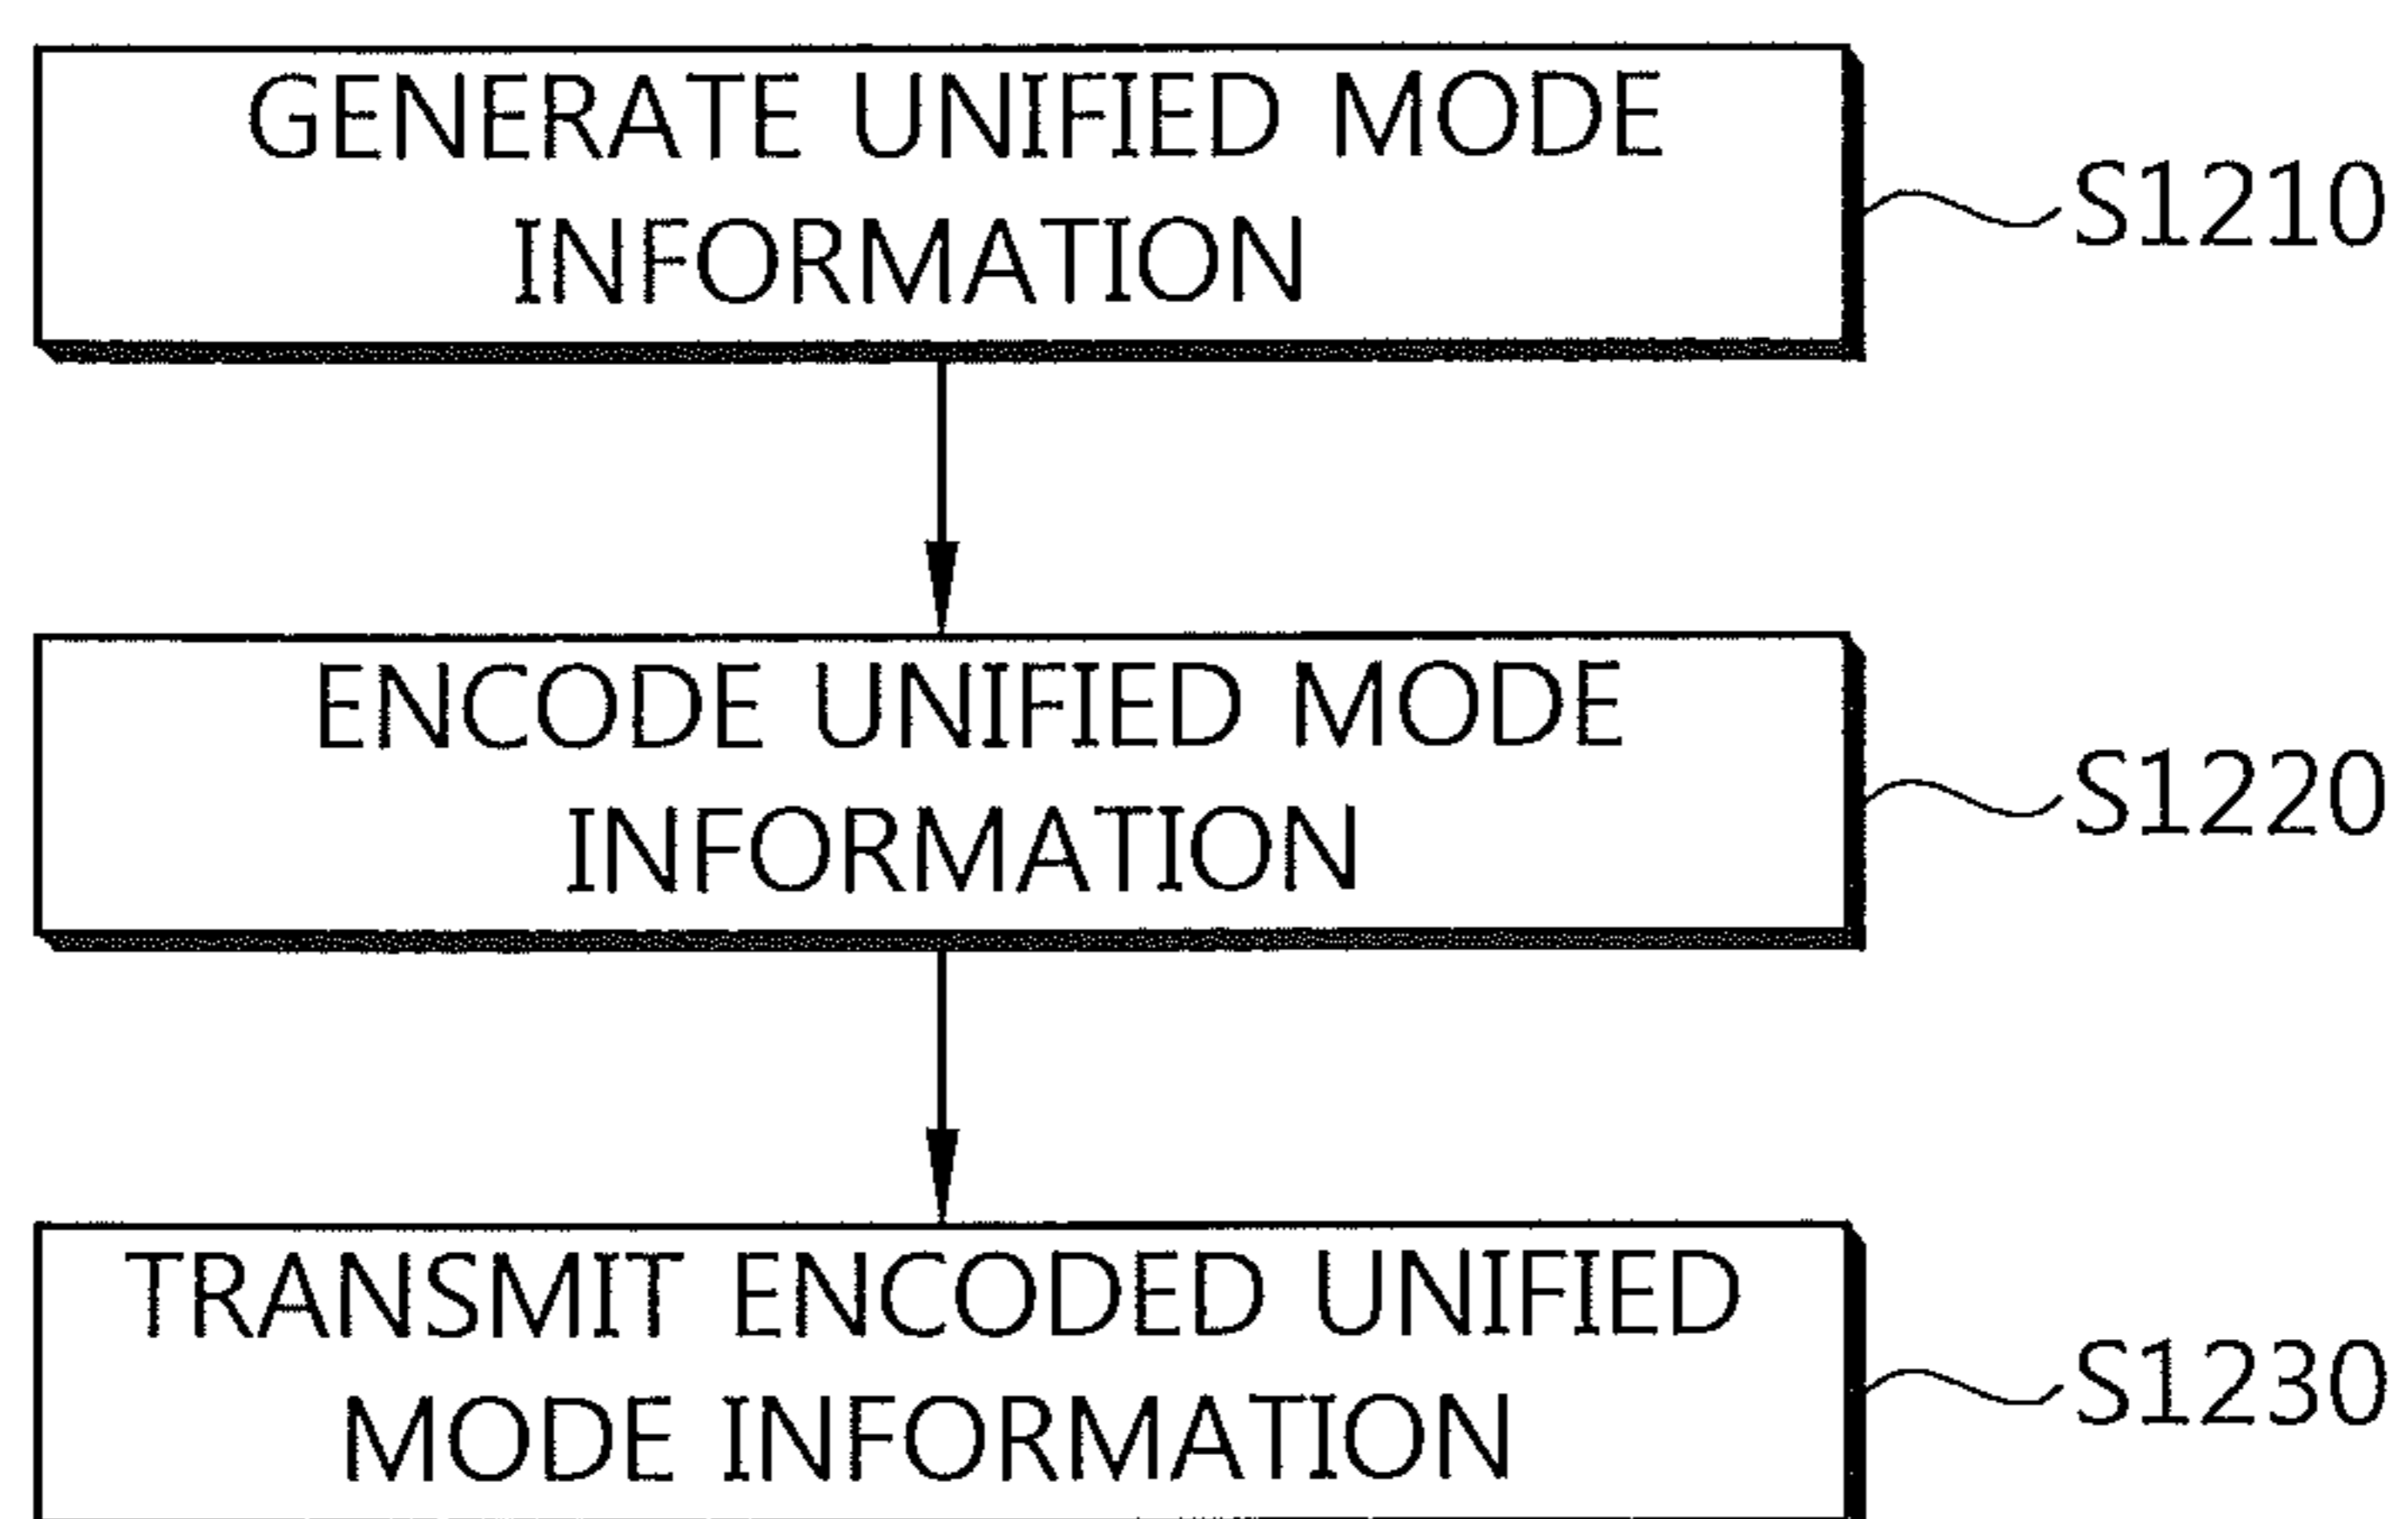 GENERATE UNIFIED MODE
INFORMATION
S1210
ENCODE UNIFIED MODE
INFORMATION
S1220
TRANSMIT ENCODED UNIFIED
MODE INFORMATION
S1230